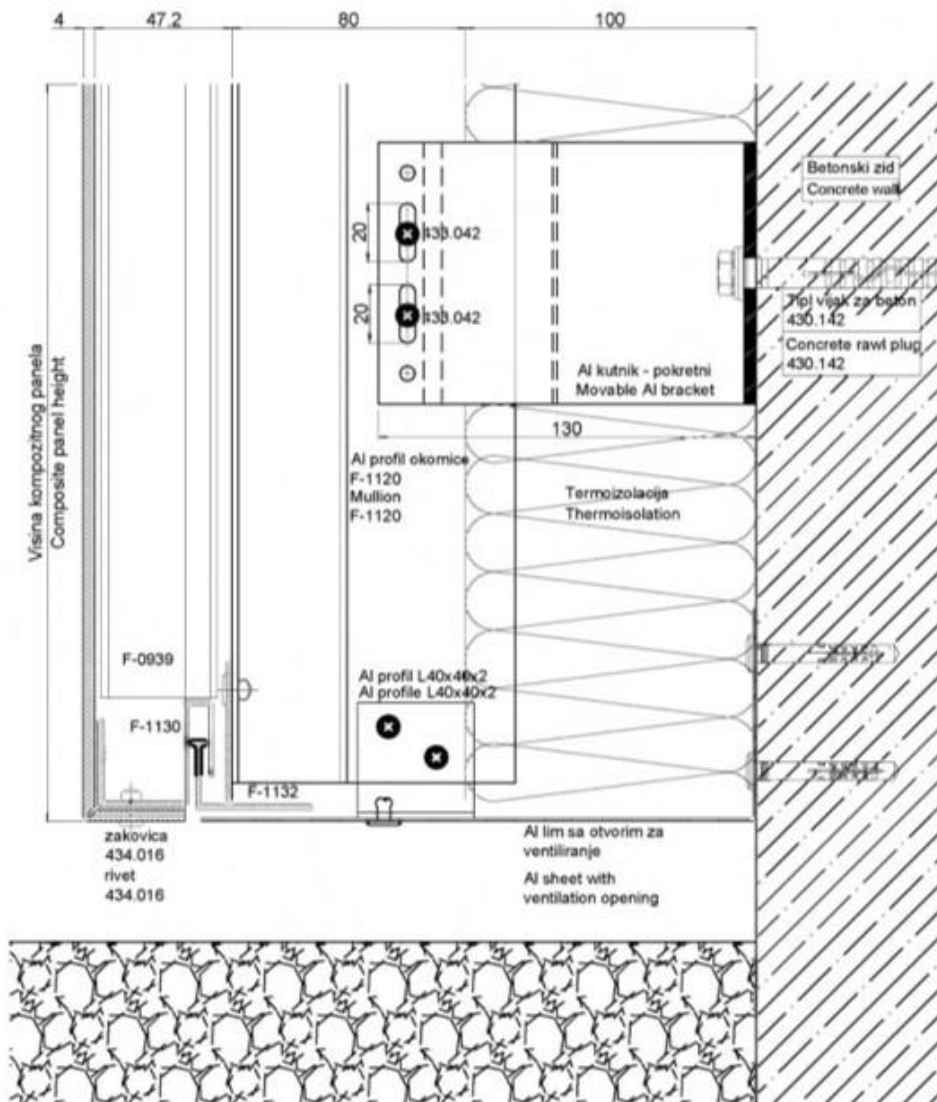 4
47.2
80
100
Betonski zid
Concrete wall
20
433.042
20
433.042
Tipl vijak za beton
430.142
Concrete rawl plug
430.142
Al kutnik - pokretni
Movable Al bracket
130
Visina kompozitnog panela
Composite panel height
Al profil okomice
F-1120
Mullion
F-1120
Termoizolacija
Thermoisolation
F-0939
Al profil L40x40x2
Al profile L40x40x2
F-1130
F-1132
zakovica
434.016
rivet
434.016
Al lim sa otvorim za
ventiliranje
Al sheet with
ventilation opening